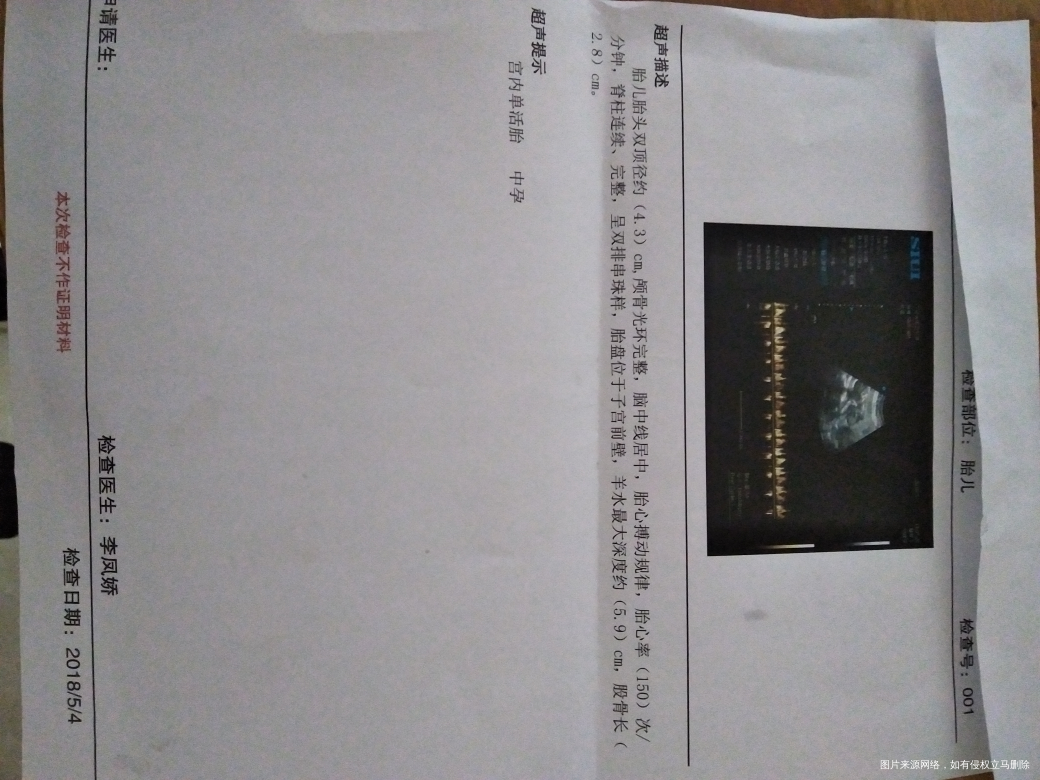 检查部位： 胎儿
检查号：001
SIUI
超声描述
胎儿胎头双顶径约（4.3）cm,颅骨光环完整，脑中线居中，胎心搏动规律，胎心率（150）次/
分钟，脊柱连续、完整，呈双排串珠样，胎盘位于子宫前壁，羊水最大深度约（5.9）cm，股骨长（
2.8）cm。
超声提示
宫内单活胎 中孕
申请医生：
检查医生：李凤娇
本次检查不作证明材料
检查日期：2018/5/4
图片来源网络，如有侵权立马删除